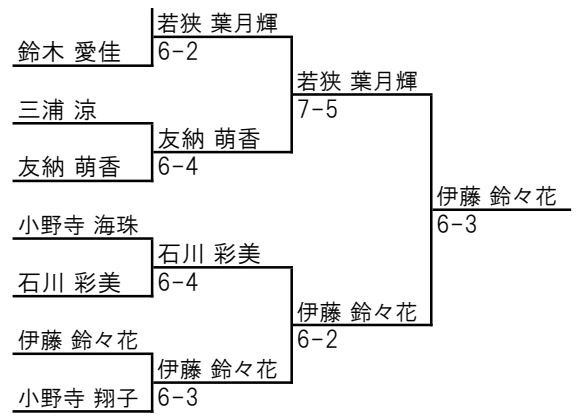 若狭 葉月輝
鈴木 愛佳
6-2
若狭 葉月輝
7-5
三浦 涼
友納 萌香
友納 萌香
6-4
伊藤 鈴々花
6-3
小野寺 海珠
石川 彩美
石川 彩美
6-4
伊藤 鈴々花
6-2
伊藤 鈴々花
伊藤 鈴々花
小野寺 翔子
6-3